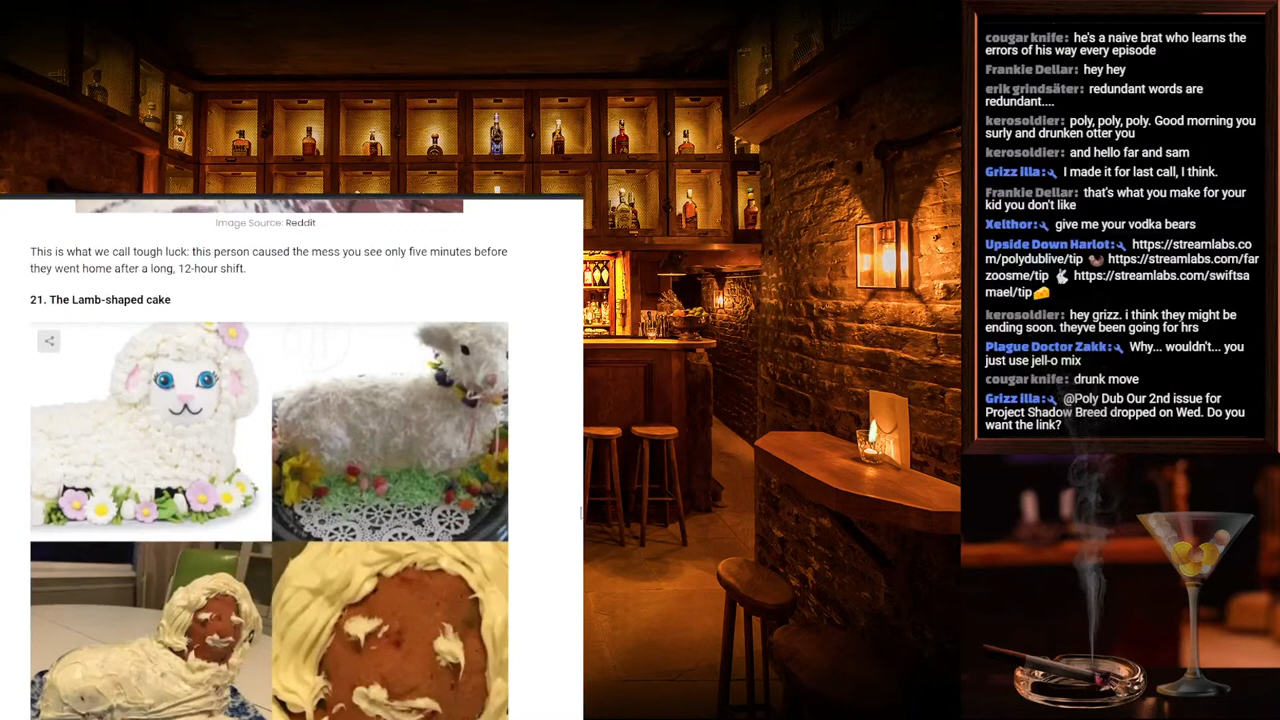 Image Source: Reddit
This is what we call tough luck: this person caused the mess you see only five minutes before
they went home after a long, 12-hour shift.
21. The Lamb-shaped cake
cougar knife: he's a naive brat who learns the
errors of his way every episode
Frankie Dellar: hey hey
erik grindsäter: redundant words are
redundant....
kerosoldier: poly, poly, poly. Good morning you
surly and drunken otter you
kerosoldier: and hello far and sam
Grizz illa: I made it for last call, I think.
Frankie Dellar: that's what you make for your
kid you don't like
Xelthor: give me your vodka bears
Upside Down Harlot: https://streamlabs.co
m/polydublive/tip 🦦 https://streamlabs.com/far
zoosme/tip 🐇 https://streamlabs.com/swiftsa
mael/tip🧀
kerosoldier: hey grizz. i think they might be
ending soon. theyve been going for hrs
Plague Doctor Zakk: Why... wouldn't... you
just use jell-o mix
cougar knife: drunk move
Grizz illa: @Poly Dub Our 2nd issue for
Project Shadow Breed dropped on Wed. Do you
want the link?